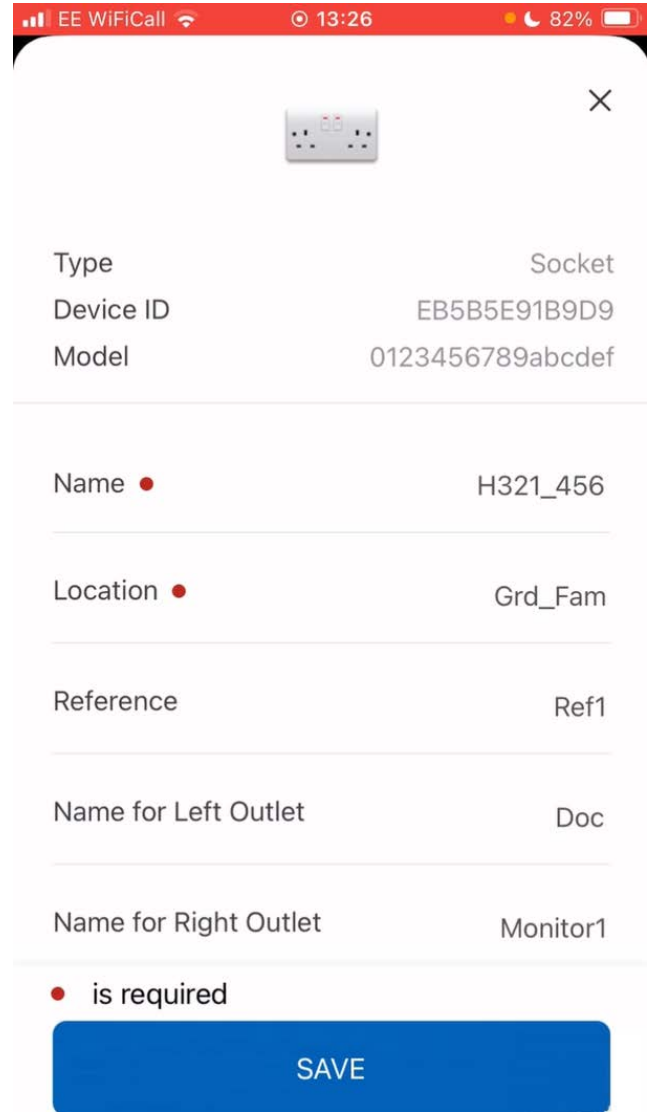 EE WiFiCall 13:26 82%
Type Socket
Device ID EB5B5E91B9D9
Model 0123456789abcdef
Name H321_456
Location Grd_Fam
Reference Ref1
Name for Left Outlet Doc
Name for Right Outlet Monitor1
is required
SAVE